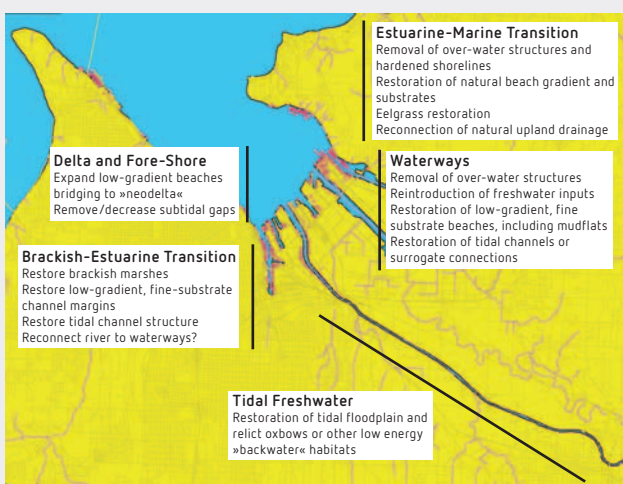 Estuarine-Marine Transition
Removal of over-water structures and
hardened shorelines
Restoration of natural beach gradient and
substrates
Eelgrass restoration
Reconnection of natural upland drainage
Delta and Fore-Shore
Expand low-gradient beaches
bridging to »neodelta«
Remove/decrease subtidal gaps
Waterways
Removal of over-water structures
Reintroduction of freshwater inputs
Restoration of low-gradient, fine
substrate beaches, including mudflats
Restoration of tidal channels or
surrogate connections
Brackish-Estuarine Transition
Restore brackish marshes
Restore low-gradient, fine-substrate
channel margins
Restore tidal channel structure
Reconnect river to waterways?
Tidal Freshwater
Restoration of tidal floodplain and
relict oxbows or other low energy
»backwater« habitats